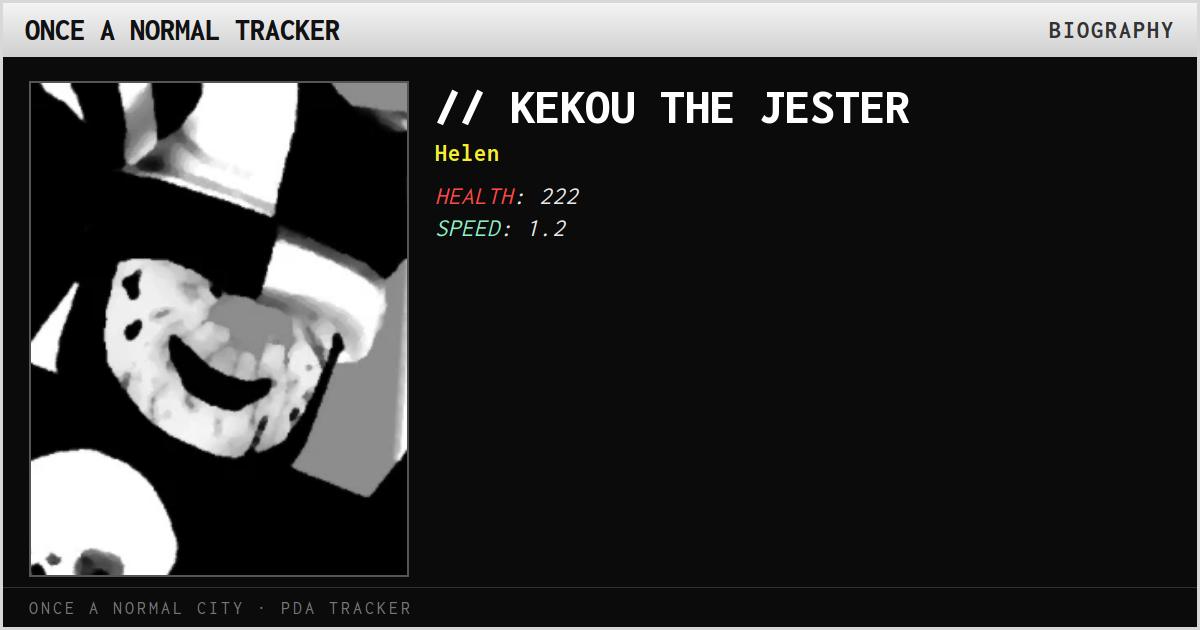 ONCE A NORMAL TRACKER
BIOGRAPHY
// KEKOU THE JESTER
Helen
HEALTH: 222
SPEED: 1.2
ONCE A NORMAL CITY · PDA TRACKER